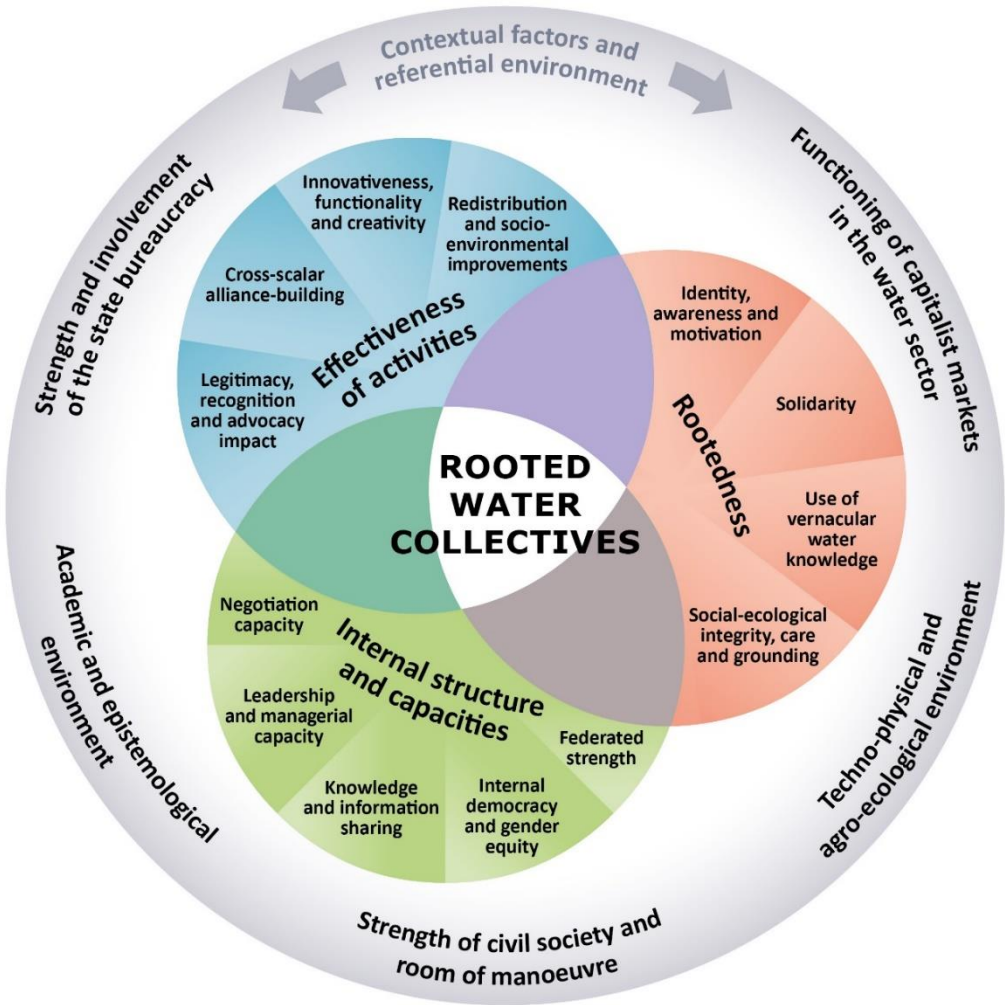 Contextual factors and
referential environment
Strength and involvement
of the state bureaucracy
Functioning of capitalist markets
in the water sector
Innovativeness,
functionality
and creativity
Redistribution
and socio-
environmental
improvements
Cross-scalar
alliance-building
Legitimacy,
recognition
and advocacy
impact
Effectiveness
of activities
Identity,
awareness and
motivation
Solidarity
Use of
vernacular
water
knowledge
Social-ecological
integrity, care
and grounding
Rootedness
ROOTED
WATER
COLLECTIVES
Negotiation
capacity
Leadership
and managerial
capacity
Knowledge
and information
sharing
Internal
democracy
and gender
equity
Federated
strength
Internal structure
and capacities
Academic and epistemological
environment
Techno-physical and
agro-ecological environment
Strength of civil society and
room of manoeuvre